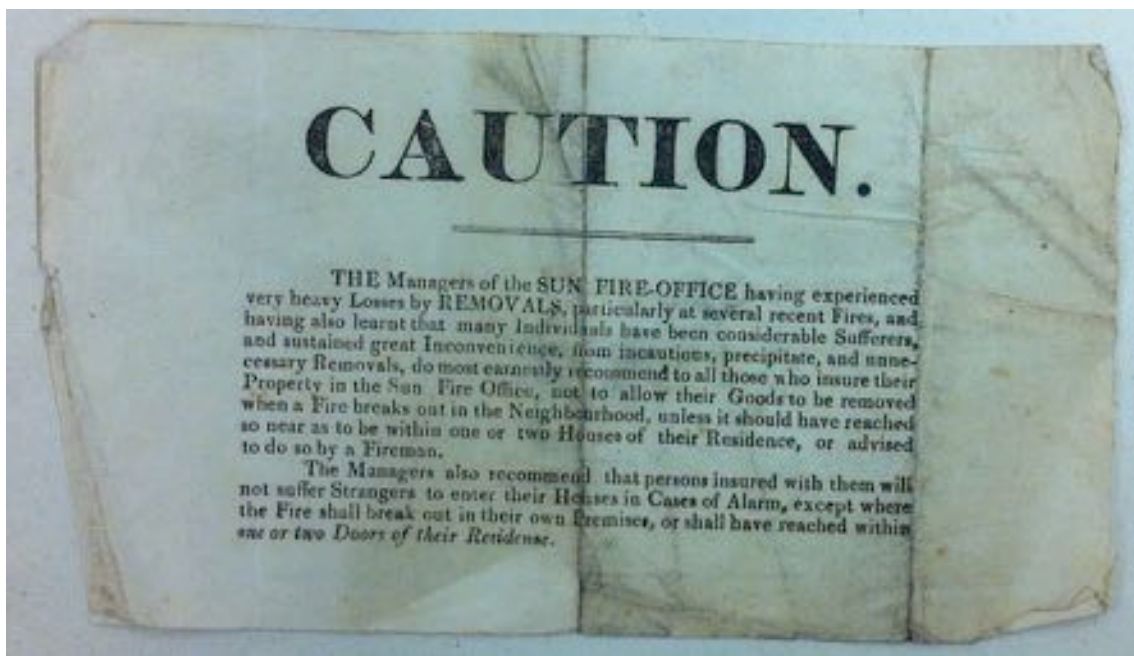 CAUTION.
THE Managers of the SUN FIRE-OFFICE having experienced
very heavy Losses by REMOVALS, particularly at several recent Fires, and
having also learnt that many Individuals have been considerable Sufferers,
and sustained great Inconvenience, from incautious, precipitate, and unne-
cessary Removals, do most earnestly recommend to all those who insure their
Property in the Sun Fire Office, not to allow their Goods to be removed
when a Fire breaks out in the Neighbourhood, unless it should have reached
so near as to be within one or two Houses of their Residence, or advised
to do so by a Fireman.
The Managers also recommend that persons insured with them will
not suffer Strangers to enter their Houses in Cases of Alarm, except where
the Fire shall break out in their own Premises, or shall have reached within
one or two Doors of their Residense.